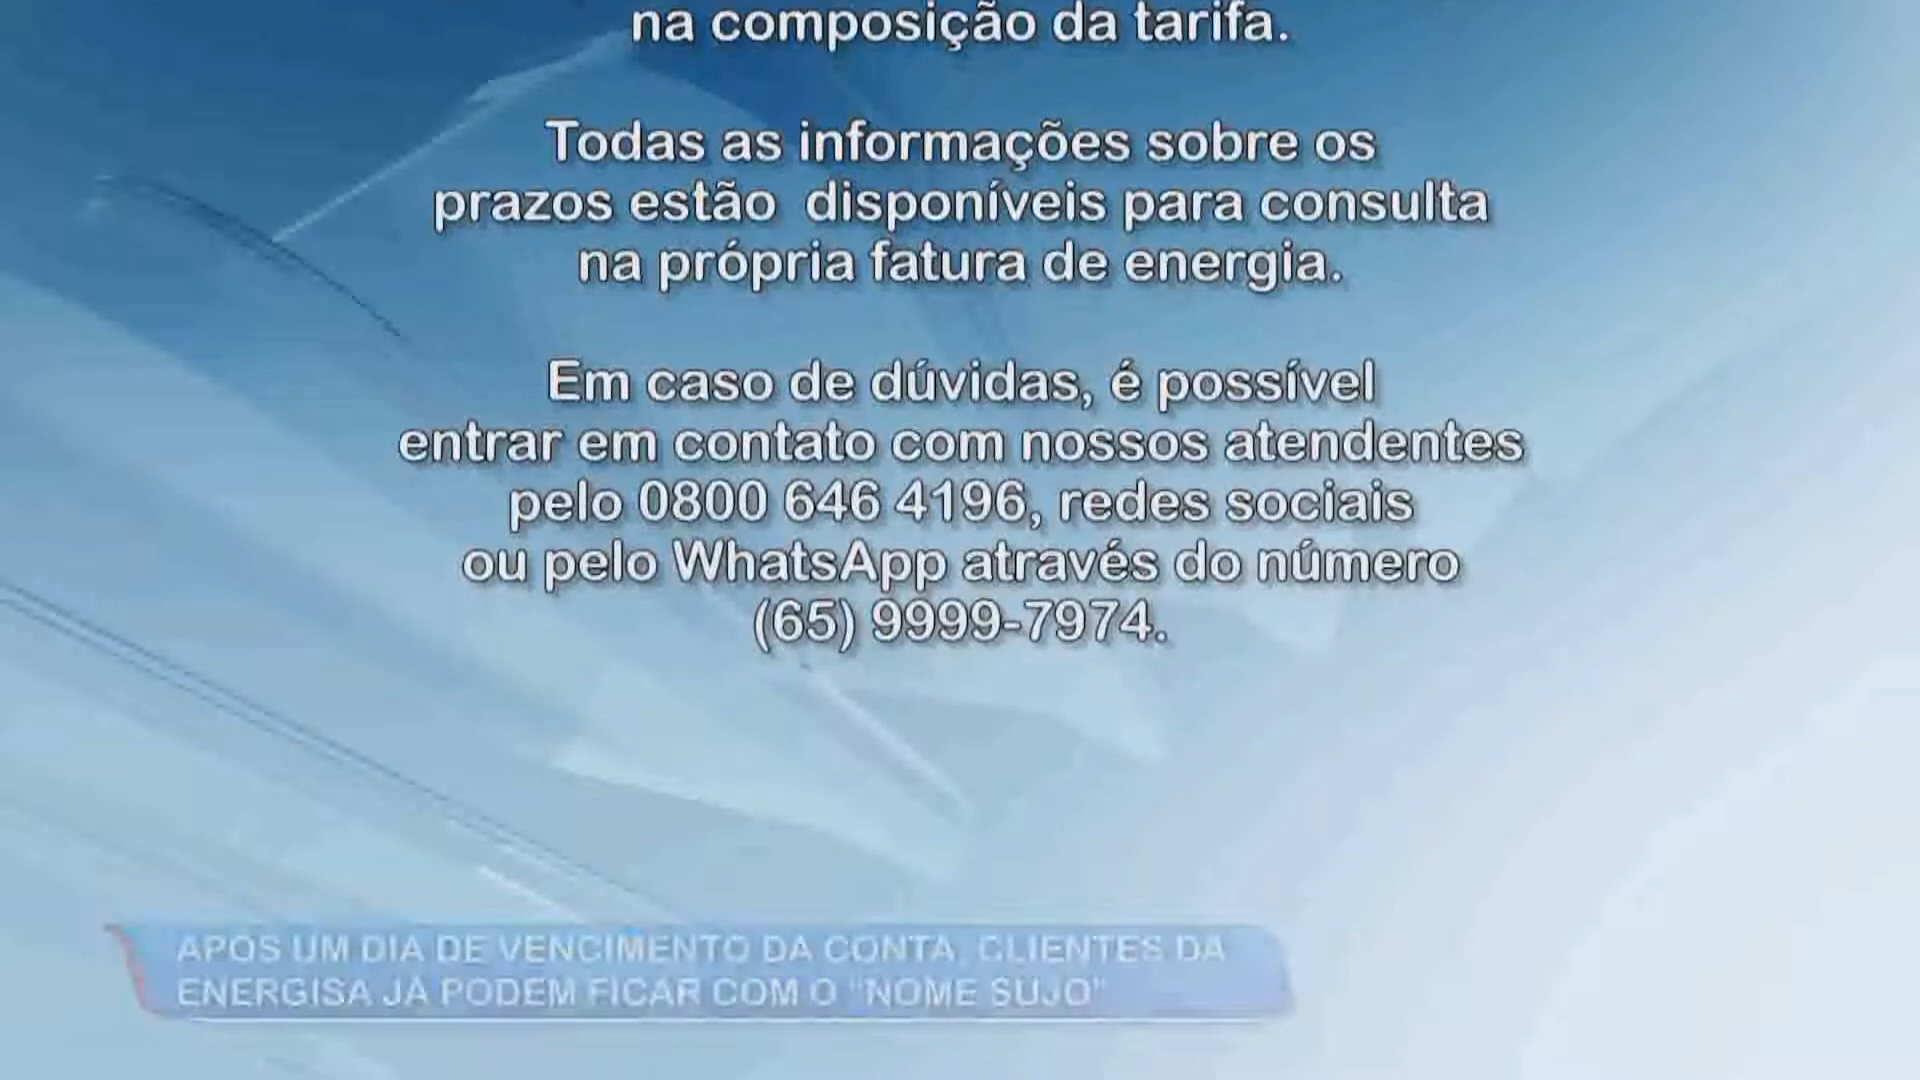 na composição da tarifa.
Todas as informações sobre os
prazos estão disponíveis para consulta
na própria fatura de energia.
Em caso de dúvidas, é possível
entrar em contato com nossos atendentes
pelo 0800 646 4196, redes sociais
ou pelo WhatsApp através do número
(65) 9999-7974.
APÓS UM DIA DE VENCIMENTO DA CONTA, CLIENTES DA
ENERGISA JÁ PODEM FICAR COM O "NOME SUJO"